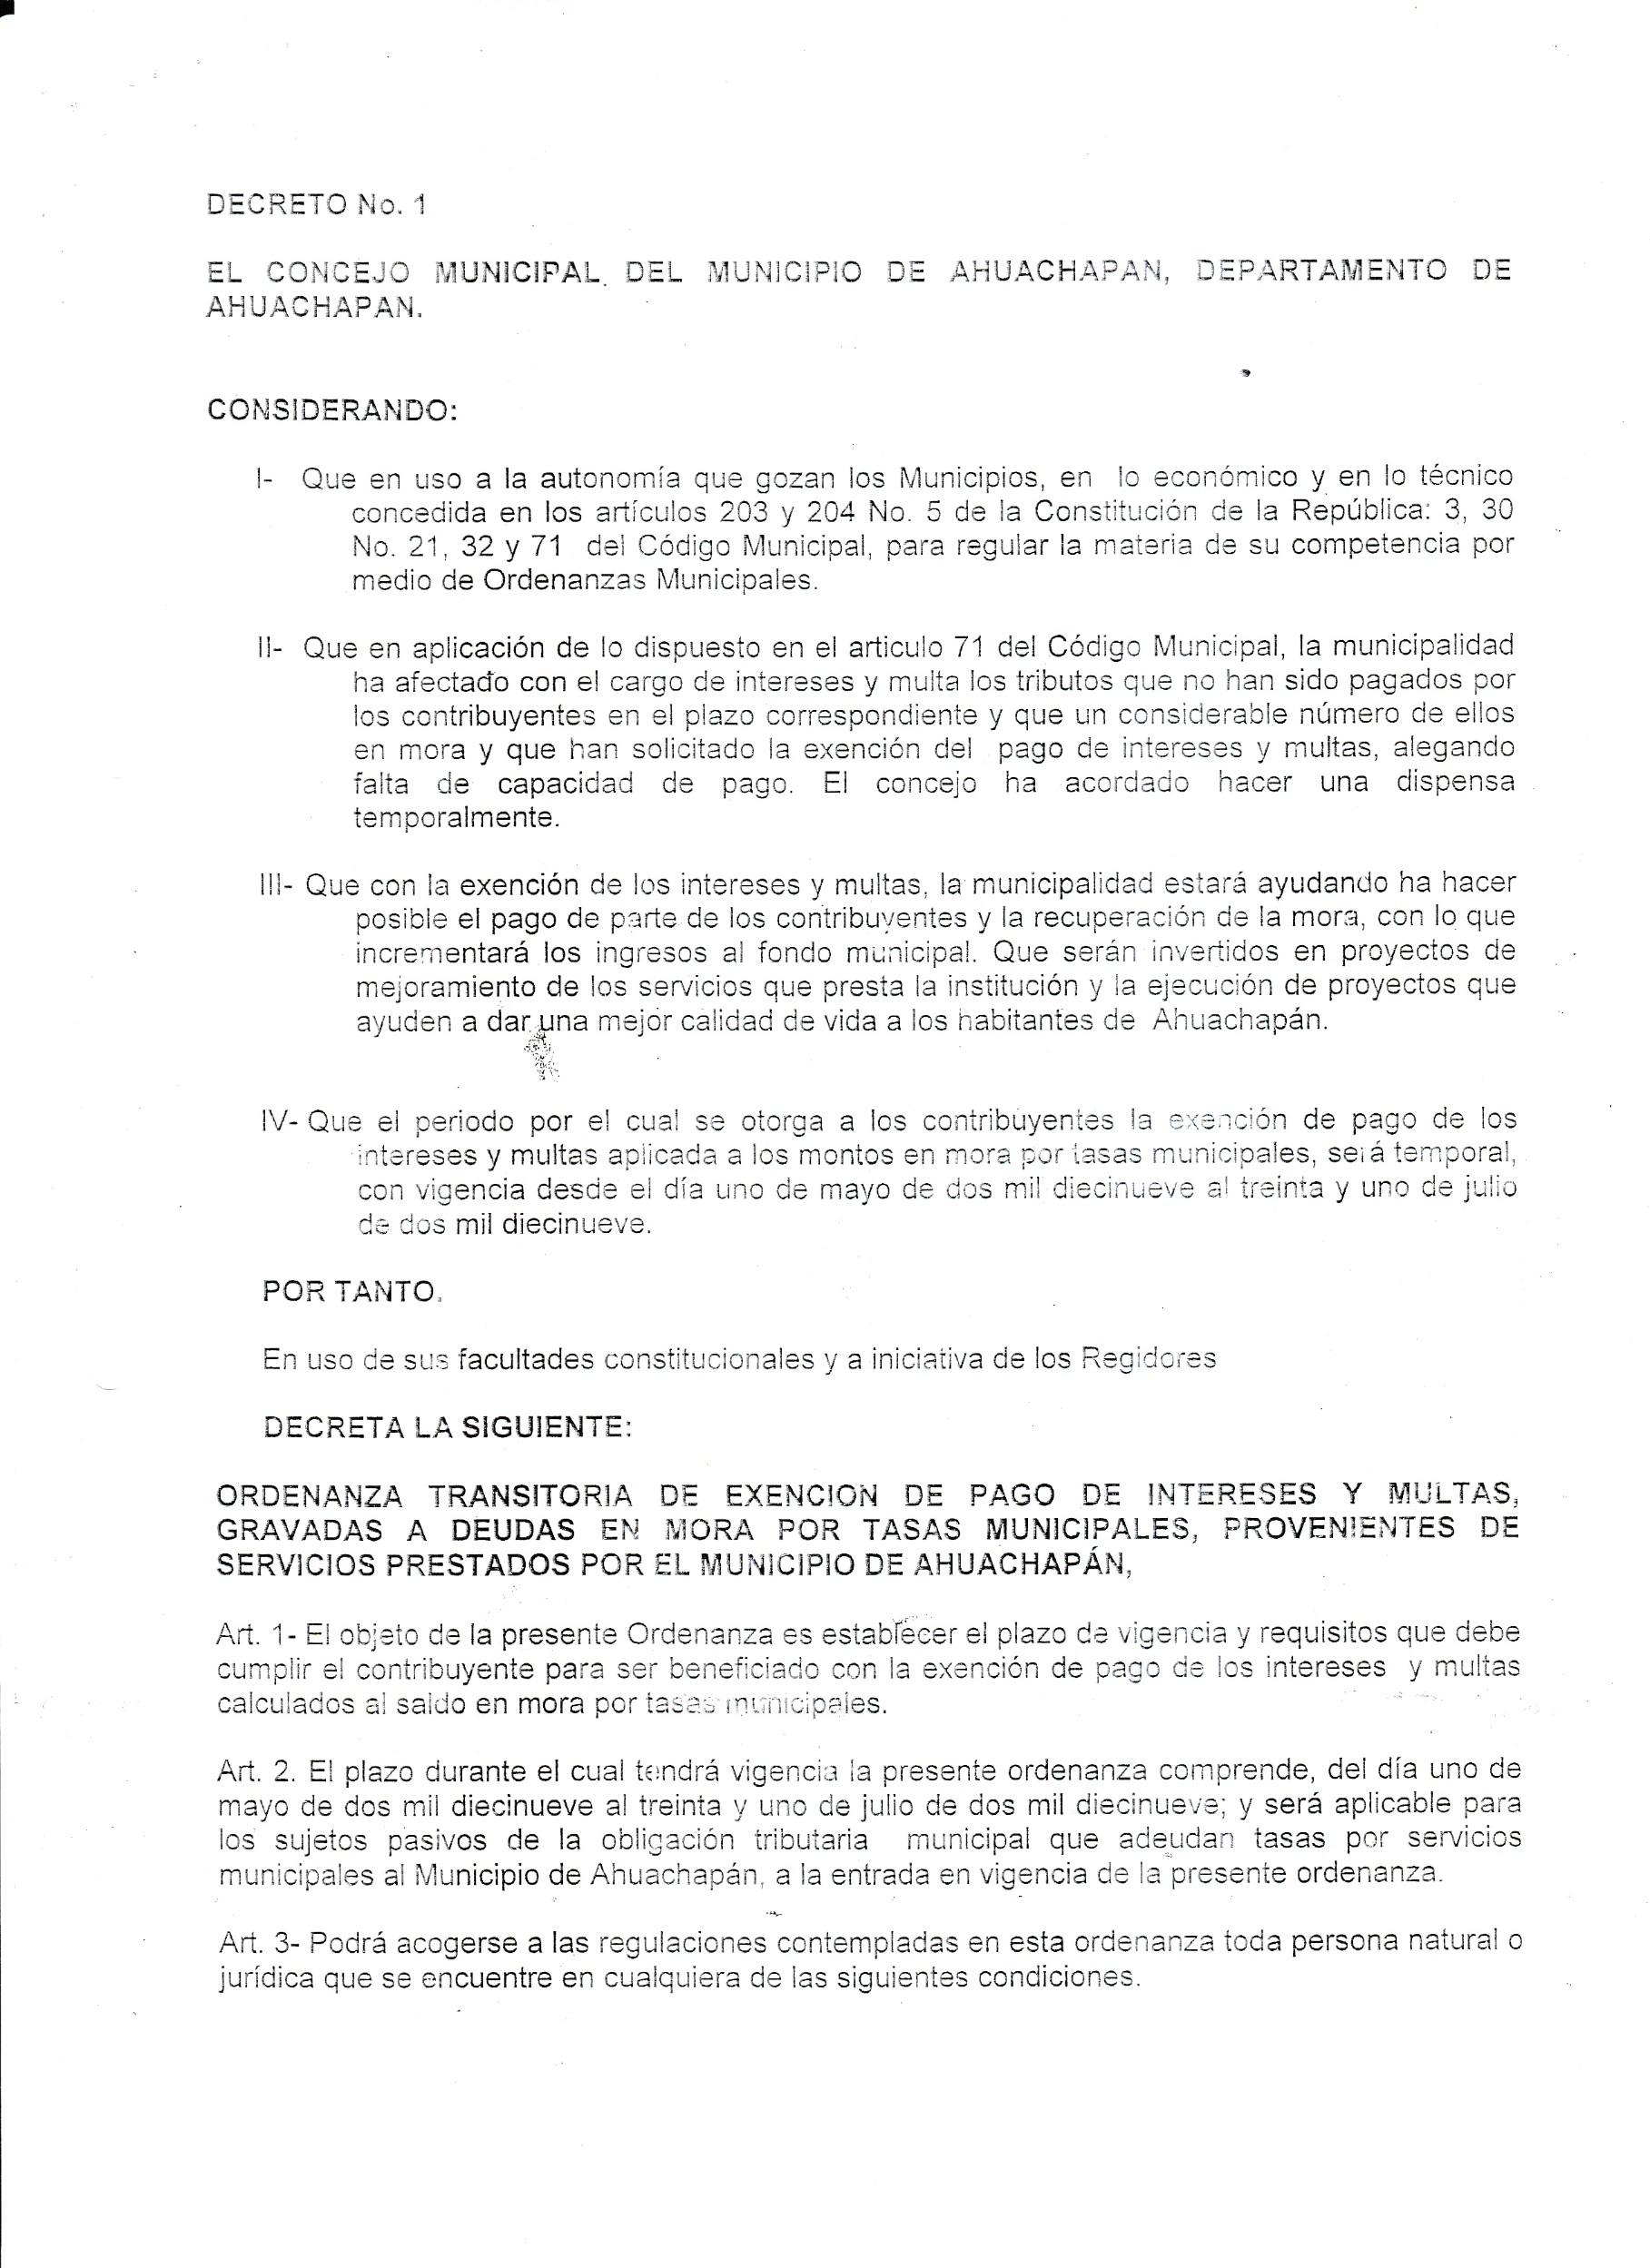 DECRETO No. 1
EL CONCEJO MUNICIPAL. DEL MUNICIPIO DE AHUACHAPAN, DEPARTAMENTO DE
AHUACHAPAN.
CONSIDERANDO:
I- Que en uso a la autonomía que gozan los Municipios, en lo económico y en lo técnico
concedida en los artículos 203 y 204 No. 5 de la Constitución de la República: 3, 30
No. 21, 32 y 71 del Código Municipal, para regular la materia de su competencia por
medio de Ordenanzas Municipales.
II- Que en aplicación de lo dispuesto en el articulo 71 del Código Municipal, la municipalidad
ha afectado con el cargo de intereses y multa los tributos que no han sido pagados por
los contribuyentes en el plazo correspondiente y que un considerable número de ellos
en mora y que han solicitado la exención del pago de intereses y multas, alegando
falta de capacidad de pago. El concejo ha acordado hacer una dispensa
temporalmente.
III- Que con la exención de los intereses y multas, la municipalidad estará ayudando ha hacer
posible el pago de parte de los contribuyentes y la recuperación de la mora, con lo que
incrementará los ingresos al fondo municipal. Que serán invertidos en proyectos de
mejoramiento de los servicios que presta la institución y la ejecución de proyectos que
ayuden a dar una mejor calidad de vida a los habitantes de Ahuachapán.
IV- Que el periodo por el cual se otorga a los contribuyentes la exención de pago de los
intereses y multas aplicada a los montos en mora por tasas municipales, será temporal,
con vigencia desde el día uno de mayo de dos mil diecinueve al treinta y uno de julio
de dos mil diecinueve.
POR TANTO.
En uso de sus facultades constitucionales y a iniciativa de los Regidores
DECRETA LA SIGUIENTE:
ORDENANZA TRANSITORIA DE EXENCION DE PAGO DE INTERESES Y MULTAS,
GRAVADAS A DEUDAS EN MORA POR TASAS MUNICIPALES, PROVENIENTES DE
SERVICIOS PRESTADOS POR EL MUNICIPIO DE AHUACHAPÁN,
Art. 1- El objeto de la presente Ordenanza es establecer el plazo de vigencia y requisitos que debe
cumplir el contribuyente para ser beneficiado con la exención de pago de los intereses y multas
calculados al saldo en mora por tasas municipales.
Art. 2. El plazo durante el cual tendrá vigencia la presente ordenanza comprende, del día uno de
mayo de dos mil diecinueve al treinta y uno de julio de dos mil diecinueve; y será aplicable para
los sujetos pasivos de la obligación tributaria municipal que adeudan tasas por servicios
municipales al Municipio de Ahuachapán, a la entrada en vigencia de la presente ordenanza.
Art. 3- Podrá acogerse a las regulaciones contempladas en esta ordenanza toda persona natural o
jurídica que se encuentre en cualquiera de las siguientes condiciones.